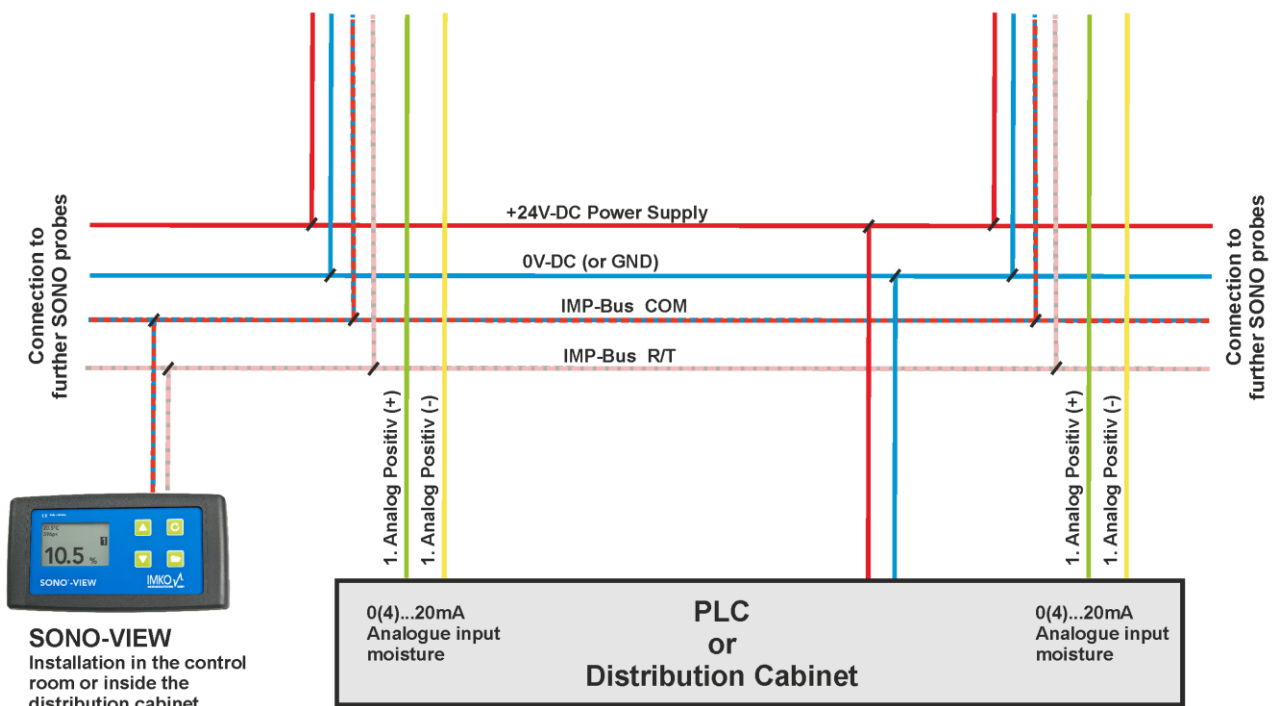 +24V-DC Power Supply
0V-DC (or GND)
IMP-Bus COM
IMP-Bus R/T
Connection to
further SONO probes
Connection to
further SONO probes
1. Analog Positiv (+)
1. Analog Positiv (-)
1. Analog Positiv (+)
1. Analog Positiv (-)
10.5 %
SONO-VIEW
IMKO
SONO-VIEW
Installation in the control
room or inside the
distribution cabinet
0(4)...20mA
Analogue input
moisture
PLC
or
Distribution Cabinet
0(4)...20mA
Analogue input
moisture